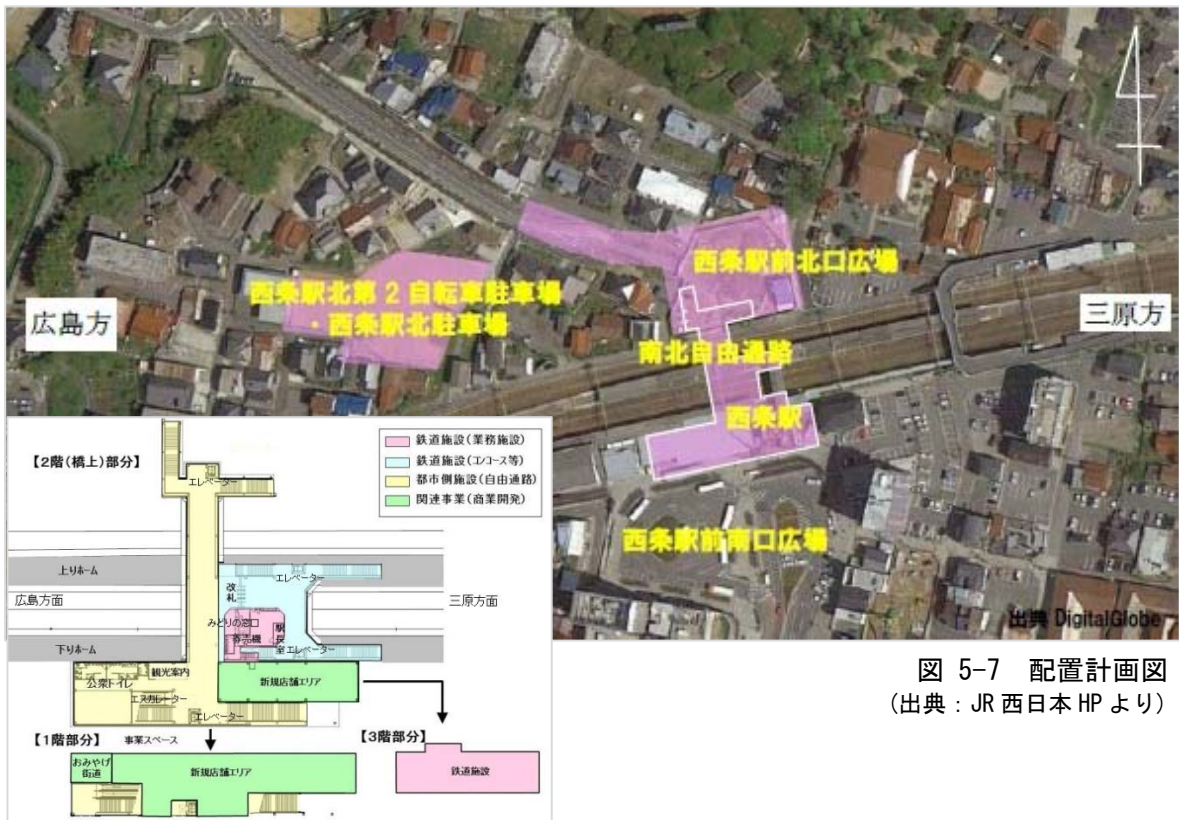 西条駅前北口広場
西条駅北第2自転車駐車場
・西条駅北駐車場
広島方
三原方
南北自由通路
西条駅
西条駅前南口広場
出典 DigitalGlobe
【2階(橋上)部分】
鉄道施設(業務施設)
鉄道施設(コンコース等)
都市側施設(自由通路)
関連事業(商業開発)
エレベーター
上りホーム
エレベーター
改札
広島方面
三原方面
みどりの窓口
券売機
駅長室
エレベーター
下りホーム
観光案内
公衆トイレ
新規店舗エリア
エスカレーター
エレベーター
【1階部分】
事業スペース
【3階部分】
おみやげ
街道
新規店舗エリア
鉄道施設
図 5-7 配置計画図
(出典：JR 西日本 HP より)